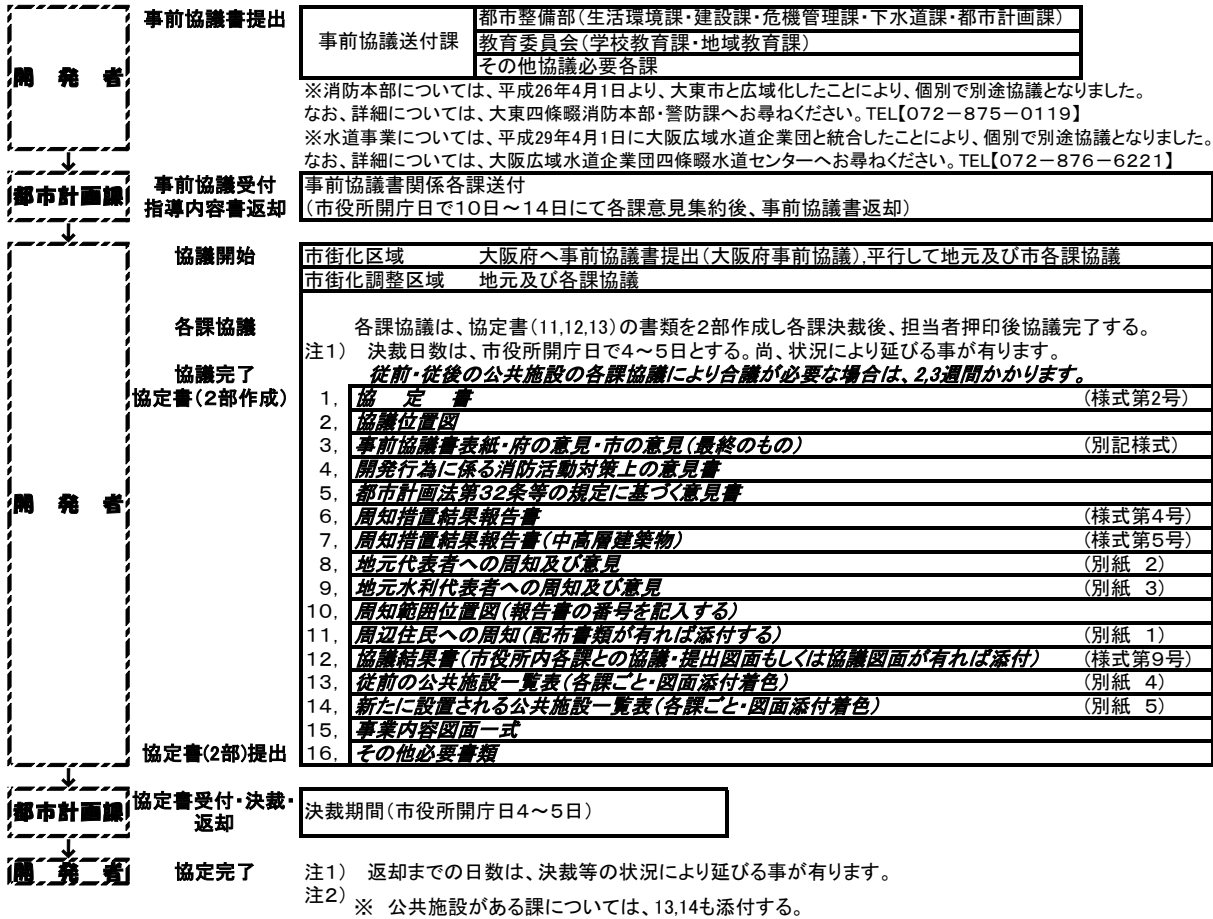 事前協議書提出
開発者
事前協議送付課
都市整備部(生活環境課・建設課・危機管理課・下水道課・都市計画課)
教育委員会(学校教育課・地域教育課)
その他協議必要各課
※消防本部については、平成26年4月1日より、大東市と広域化したことにより、個別で別途協議となりました。
なお、詳細については、大東四條畷消防本部・警防課へお尋ねください。TEL【072-875-0119】
※水道事業については、平成29年4月1日に大阪広域水道企業団と統合したことにより、個別で別途協議となりました。
なお、詳細については、大阪広域水道企業団四條畷水道センターへお尋ねください。TEL【072-876-6221】
↓
都市計画課
事前協議受付
指導内容書返却
事前協議書関係各課送付
(市役所開庁日で10日~14日にて各課意見集約後、事前協議書返却)
↓
開発者
協議開始
市街化区域 大阪府へ事前協議書提出(大阪府事前協議),平行して地元及び市各課協議
市街化調整区域 地元及び各課協議
各課協議
各課協議は、協定書(11,12,13)の書類を2部作成し各課決裁後、担当者押印後協議完了する。
注1) 決裁日数は、市役所開庁日で4~5日とする。尚、状況により延びる事が有ります。
協議完了
従前・従後の公共施設の各課協議により合議が必要な場合は、2,3週間かかります。
協定書(2部作成)
1, 協 定 書 (様式第2号)
2, 協議位置図
3, 事前協議書表紙・府の意見・市の意見(最終のもの) (別記様式)
4, 開発行為に係る消防活動対策上の意見書
5, 都市計画法第32条等の規定に基づく意見書
6, 周知措置結果報告書 (様式第4号)
7, 周知措置結果報告書(中高層建築物) (様式第5号)
8, 地元代表者への周知及び意見 (別紙 2)
9, 地元水利代表者への周知及び意見 (別紙 3)
10, 周知範囲位置図(報告書の番号を記入する)
11, 周辺住民への周知(配布書類が有れば添付する) (別紙 1)
12, 協議結果書(市役所内各課との協議・提出図面もしくは協議図面が有れば添付) (様式第9号)
13, 従前の公共施設一覧表(各課ごと・図面添付着色) (別紙 4)
14, 新たに設置される公共施設一覧表(各課ごと・図面添付着色) (別紙 5)
15, 事業内容図面一式
協定書(2部)提出
16, その他必要書類
↓
都市計画課
協定書受付・決裁・
返却
決裁期間(市役所開庁日4~5日)
↓
開発者
協定完了
注1) 返却までの日数は、決裁等の状況により延びる事が有ります。
注2)
※ 公共施設がある課については、13,14も添付する。